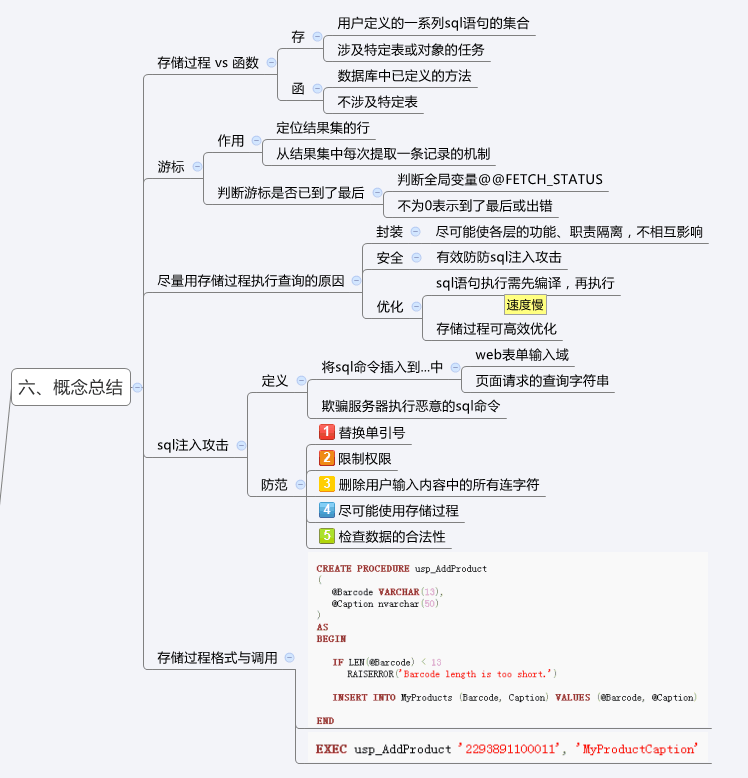 六、概念总结
存储过程 vs 函数
存
用户定义的一系列sql语句的集合
涉及特定表或对象的任务
函
数据库中已定义的方法
不涉及特定表
游标
作用
定位结果集的行
从结果集中每次提取一条记录的机制
判断游标是否已到了最后
判断全局变量@@FETCH_STATUS
不为0表示到了最后或出错
尽量用存储过程执行查询的原因
封装
尽可能使各层的功能、职责隔离，不相互影响
安全
有效防防sql注入攻击
优化
sql语句执行需先编译，再执行
速度慢
存储过程可高效优化
sql注入攻击
定义
将sql命令插入到...中
web表单输入域
页面请求的查询字符串
欺骗服务器执行恶意的sql命令
防范
1 替换单引号
2 限制权限
3 删除用户输入内容中的所有连字符
4 尽可能使用存储过程
5 检查数据的合法性
存储过程格式与调用
CREATE PROCEDURE usp_AddProduct
(
@Barcode VARCHAR(13),
@Caption nvarchar(50)
)
AS
BEGIN
IF LEN(@Barcode) < 13
RAISERROR('Barcode length is too short.')
INSERT INTO MyProducts (Barcode, Caption) VALUES (@Barcode, @Caption)
END
EXEC usp_AddProduct '2293891100011', 'MyProductCaption'